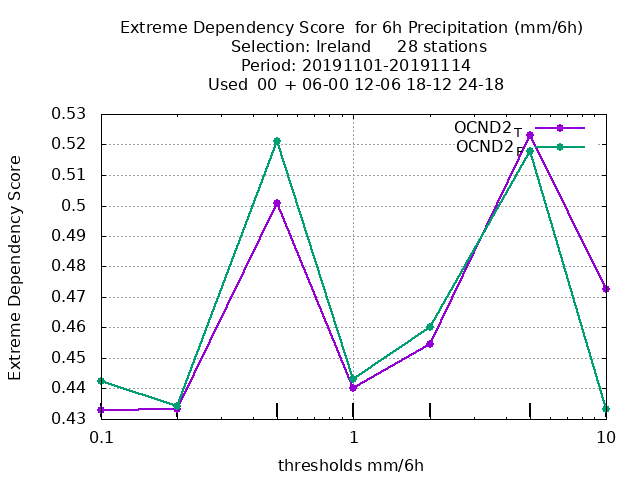 Extreme Dependency Score for 6h Precipitation (mm/6h)
Selection: Ireland 28 stations
Period: 20191101-20191114
Used 00 + 06-00 12-06 18-12 24-18
0.53
0.52
0.51
0.5
0.49
0.48
0.47
0.46
0.45
0.44
0.43
Extreme Dependency Score
OCND2T
OCND2F
0.1
1
10
thresholds mm/6h